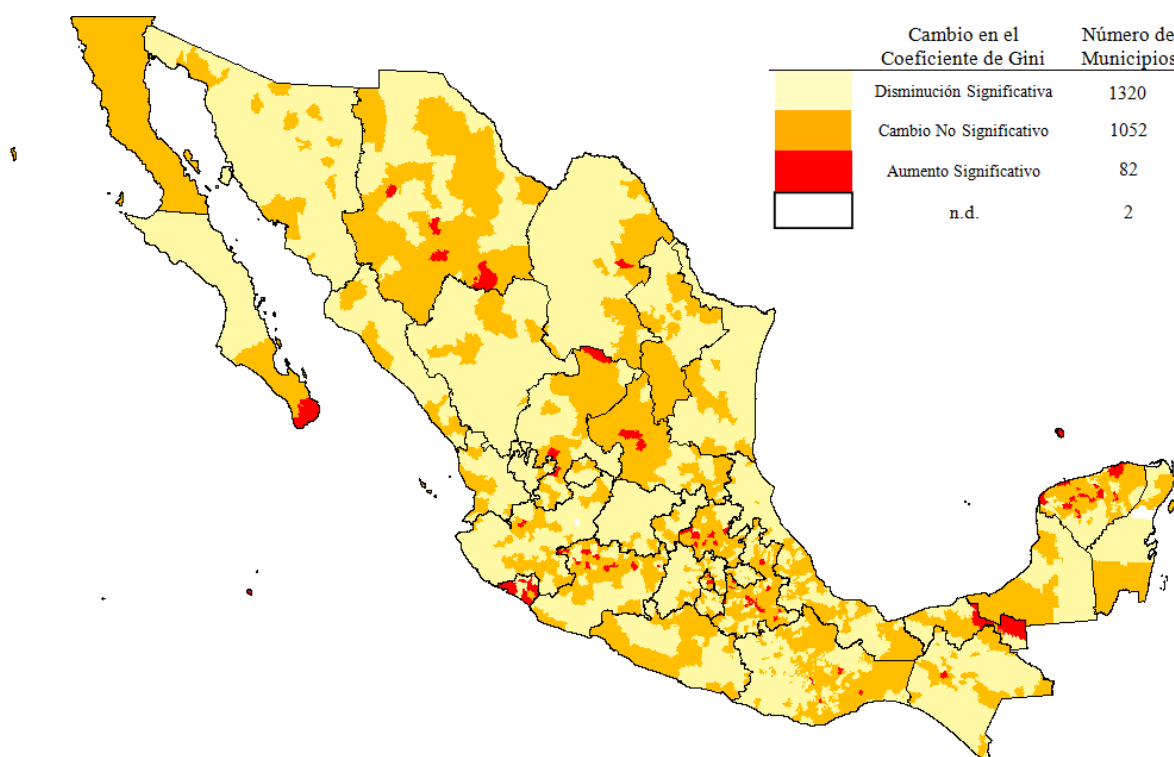 Cambio en el Número de
Coeficiente de Gini Municipios
Disminución Significativa 1320
Cambio No Significativo 1052
Aumento Significativo 82
n.d. 2